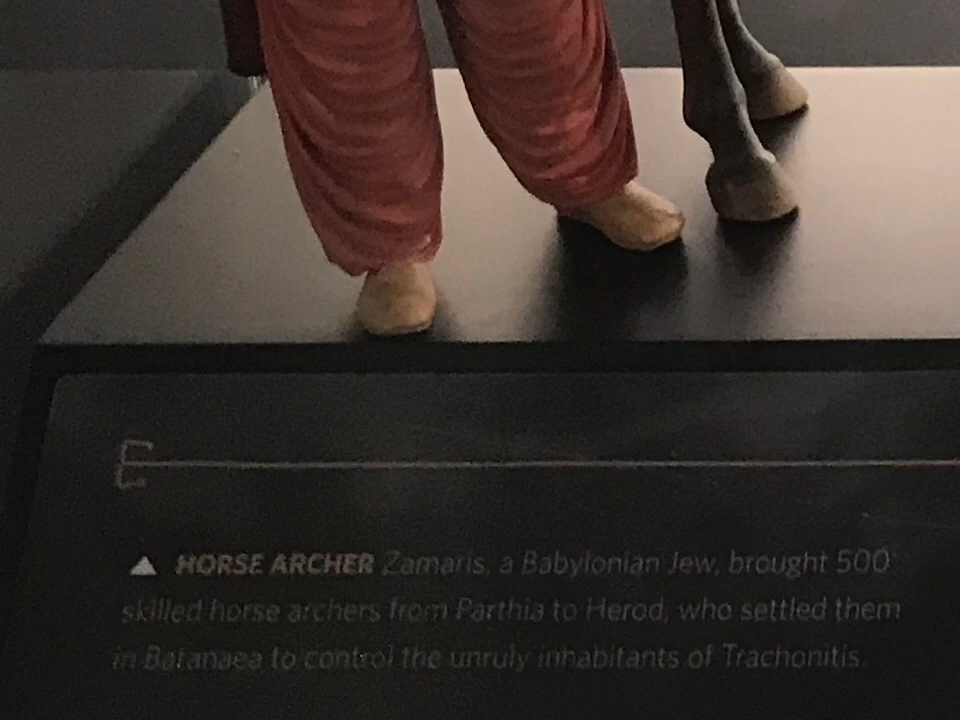 ▲ HORSE ARCHER Zamaris, a Babylonian Jew, brought 500
skilled horse archers from Parthia to Herod, who settled them
in Batanaea to control the unruly inhabitants of Trachonitis.